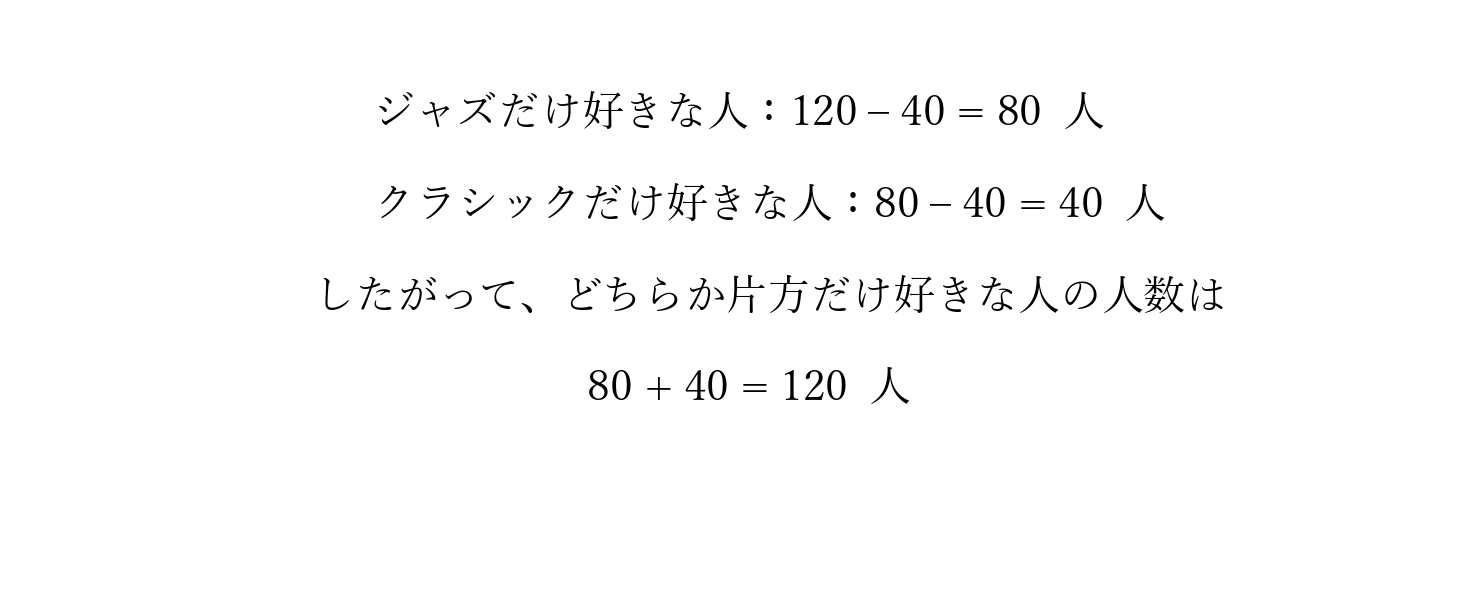 ジャズだけ好きな人：120 − 40 = 80 人
クラシックだけ好きな人：80 − 40 = 40 人
したがって、どちらか片方だけ好きな人の人数は
80 + 40 = 120 人